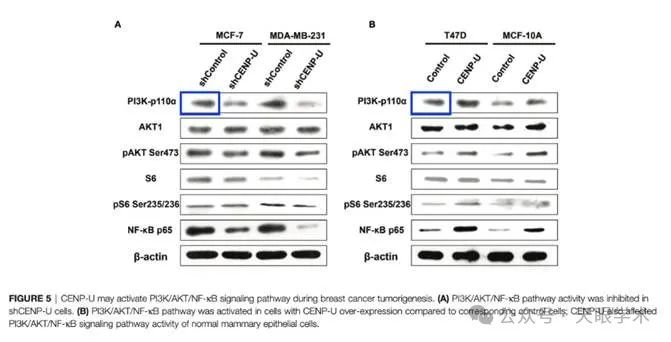 A
B
MCF-7 MDA-MB-231
T47D MCF-10A
shControl shCENP-U shControl shCENP-U
Control CENP-U Control CENP-U
PI3K-p110α
PI3K-p110α
AKT1
AKT1
pAKT Ser473
pAKT Ser473
S6
S6
pS6 Ser235/236
pS6 Ser235/236
NF-κB p65
NF-κB p65
β-actin
β-actin
FIGURE 5 | CENP-U may activate PI3K/AKT/NF-κB signaling pathway during breast cancer tumorigenesis. (A) PI3K/AKT/NF-κB pathway activity was inhibited in
shCENP-U cells. (B) PI3K/AKT/NF-κB pathway was activated in cells with CENP-U over-expression compared to corresponding control cells; CENP-U also affected
PI3K/AKT/NF-κB signaling pathway activity of normal mammary epithelial cells.
公众号 · 天眼学术